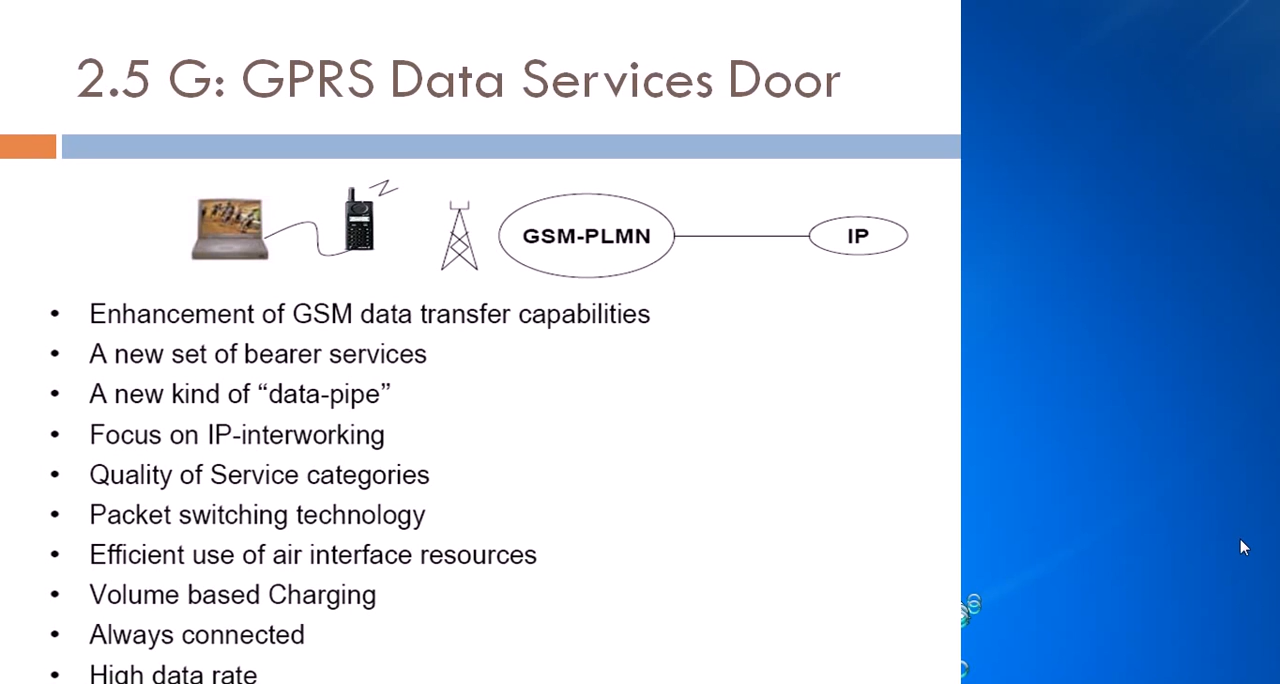 2.5 G: GPRS Data Services Door
GSM-PLMN
IP
• Enhancement of GSM data transfer capabilities
• A new set of bearer services
• A new kind of “data-pipe”
• Focus on IP-interworking
• Quality of Service categories
• Packet switching technology
• Efficient use of air interface resources
• Volume based Charging
• Always connected
• High data rate